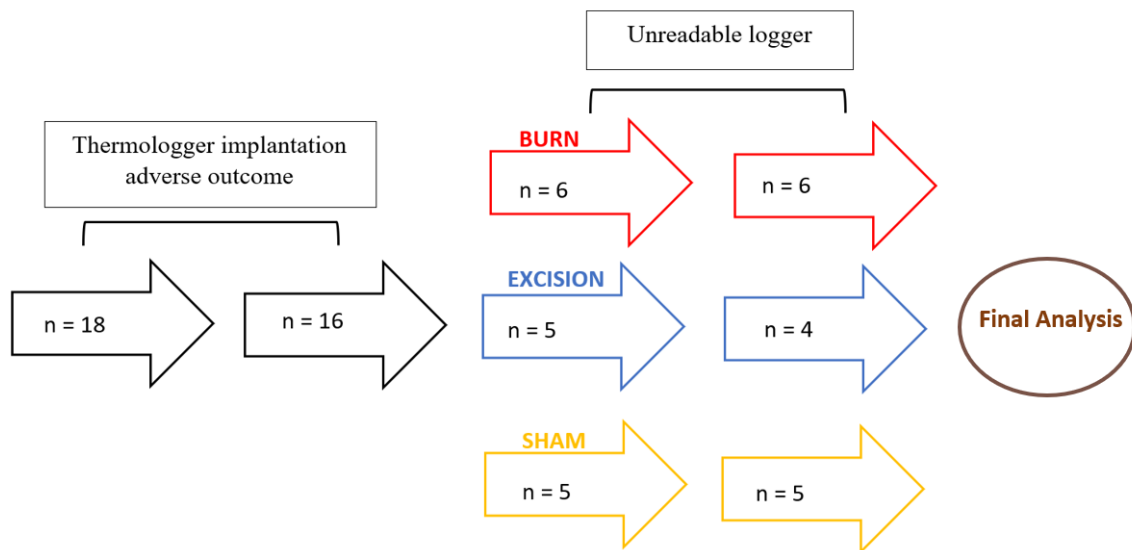 Unreadable logger
Thermologger implantation
adverse outcome
BURN
n = 6
n = 6
n = 18
n = 16
EXCISION
n = 5
n = 4
Final Analysis
SHAM
n = 5
n = 5